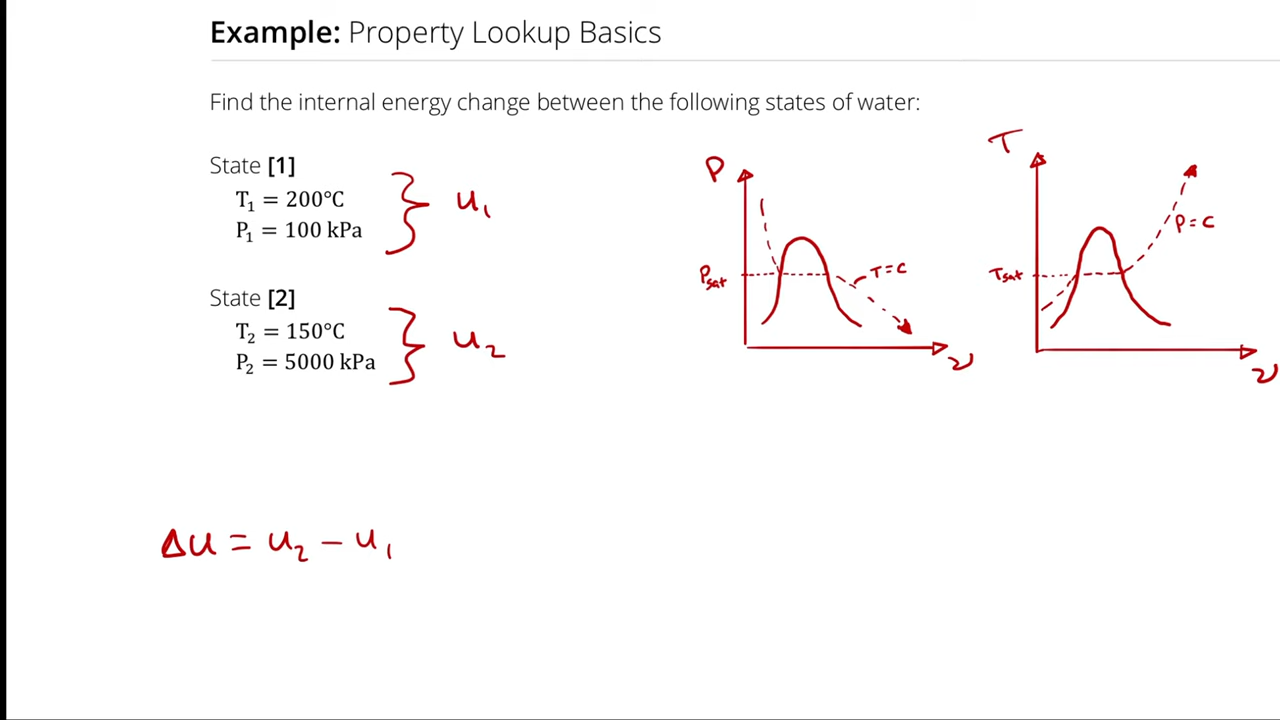 Example: Property Lookup Basics
Find the internal energy change between the following states of water:
State [1]
T₁ = 200°C
P₁ = 100 kPa
u₁
State [2]
T₂ = 150°C
P₂ = 5000 kPa
u₂
P
Psat
T=C
v
T
Tsat
P=C
v
Δu = u₂ − u₁